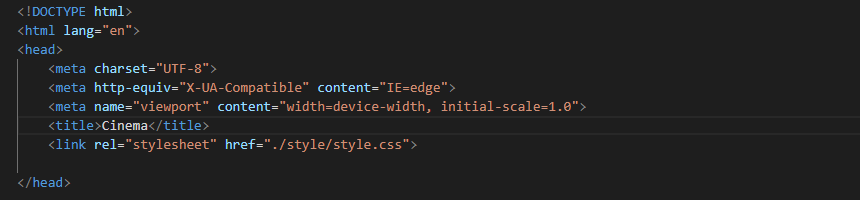 <!DOCTYPE html>
<html lang="en">
<head>
    <meta charset="UTF-8">
    <meta http-equiv="X-UA-Compatible" content="IE=edge">
    <meta name="viewport" content="width=device-width, initial-scale=1.0">
    <title>Cinema</title>
    <link rel="stylesheet" href="./style/style.css">
</head>